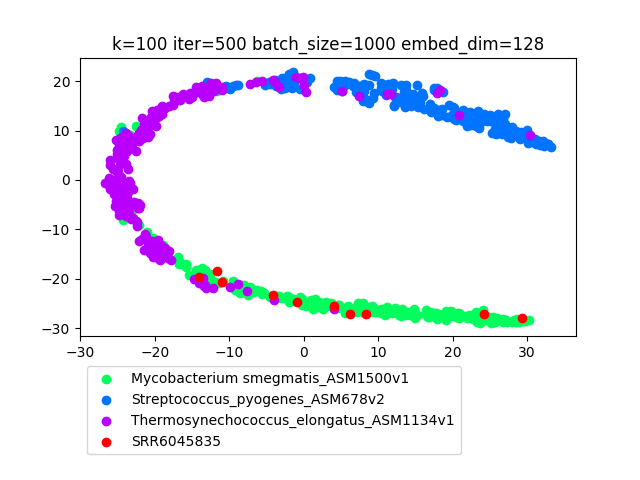 k=100 iter=500 batch_size=1000 embed_dim=128
20
10
0
−10
−20
−30
−30 −20 −10 0 10 20 30
Mycobacterium smegmatis_ASM1500v1
Streptococcus_pyogenes_ASM678v2
Thermosynechococcus_elongatus_ASM1134v1
SRR6045835